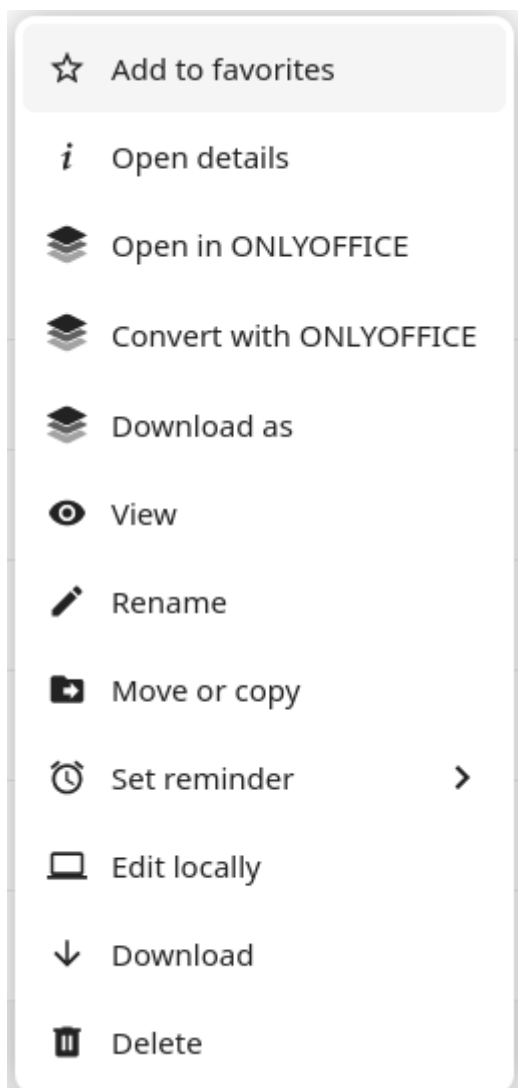 Add to favorites
Open details
Open in ONLYOFFICE
Convert with ONLYOFFICE
Download as
View
Rename
Move or copy
Set reminder
Edit locally
Download
Delete